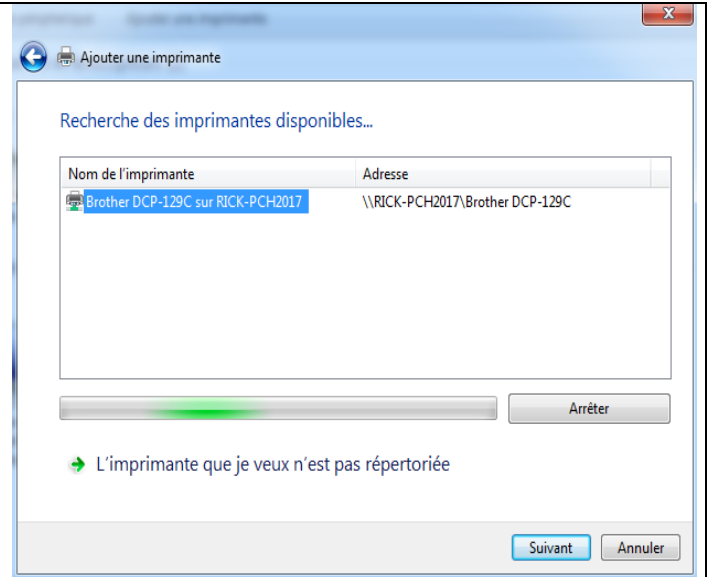 Ajouter une imprimante
Recherche des imprimantes disponibles...
Nom de l'imprimante Adresse
Brother DCP-129C sur RICK-PCH2017 \\RICK-PCH2017\Brother DCP-129C
Arrêter
L'imprimante que je veux n'est pas répertoriée
Suivant Annuler